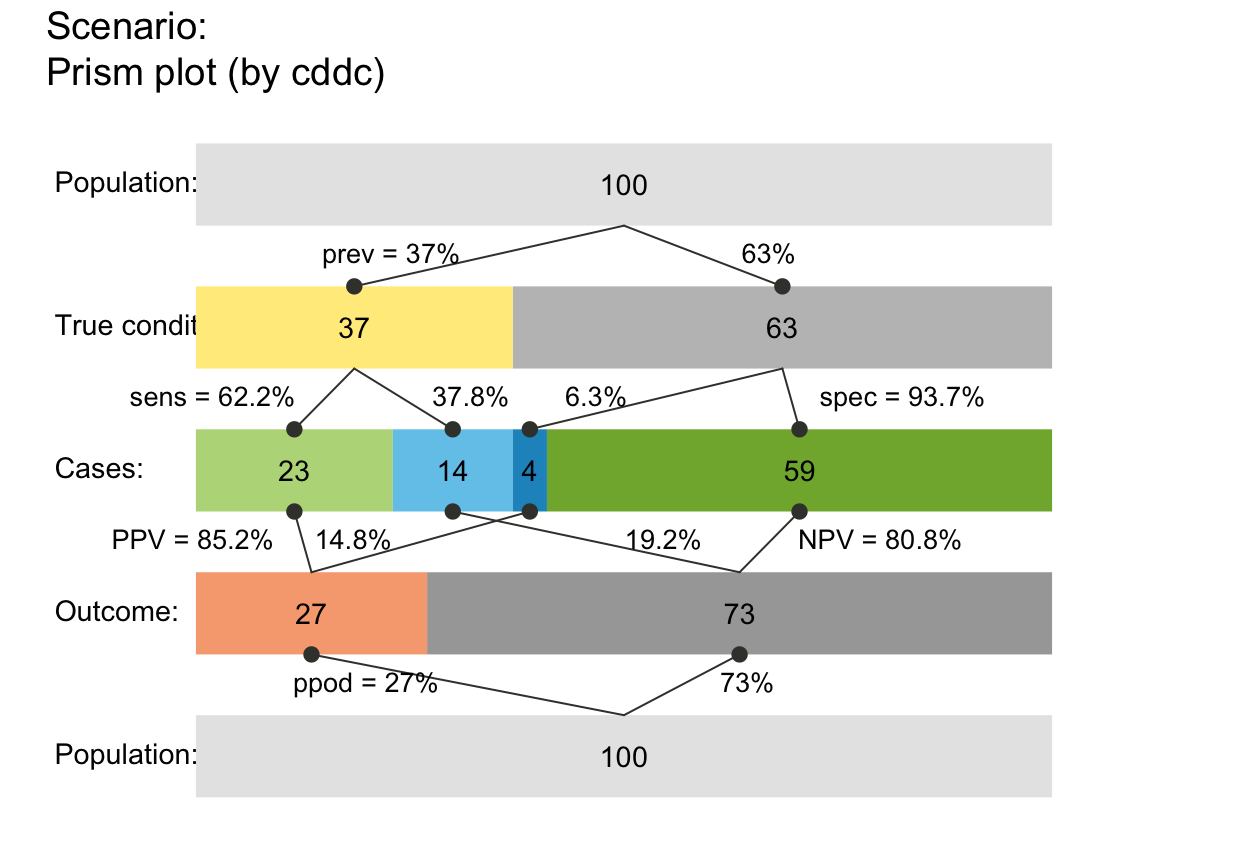 Scenario:
Prism plot (by cddc)
Population:
100
prev = 37%
63%
True condit
37
63
sens = 62.2%
37.8%
6.3%
spec = 93.7%
Cases:
23
14
4
59
PPV = 85.2%
14.8%
19.2%
NPV = 80.8%
Outcome:
27
73
ppod = 27%
73%
Population:
100